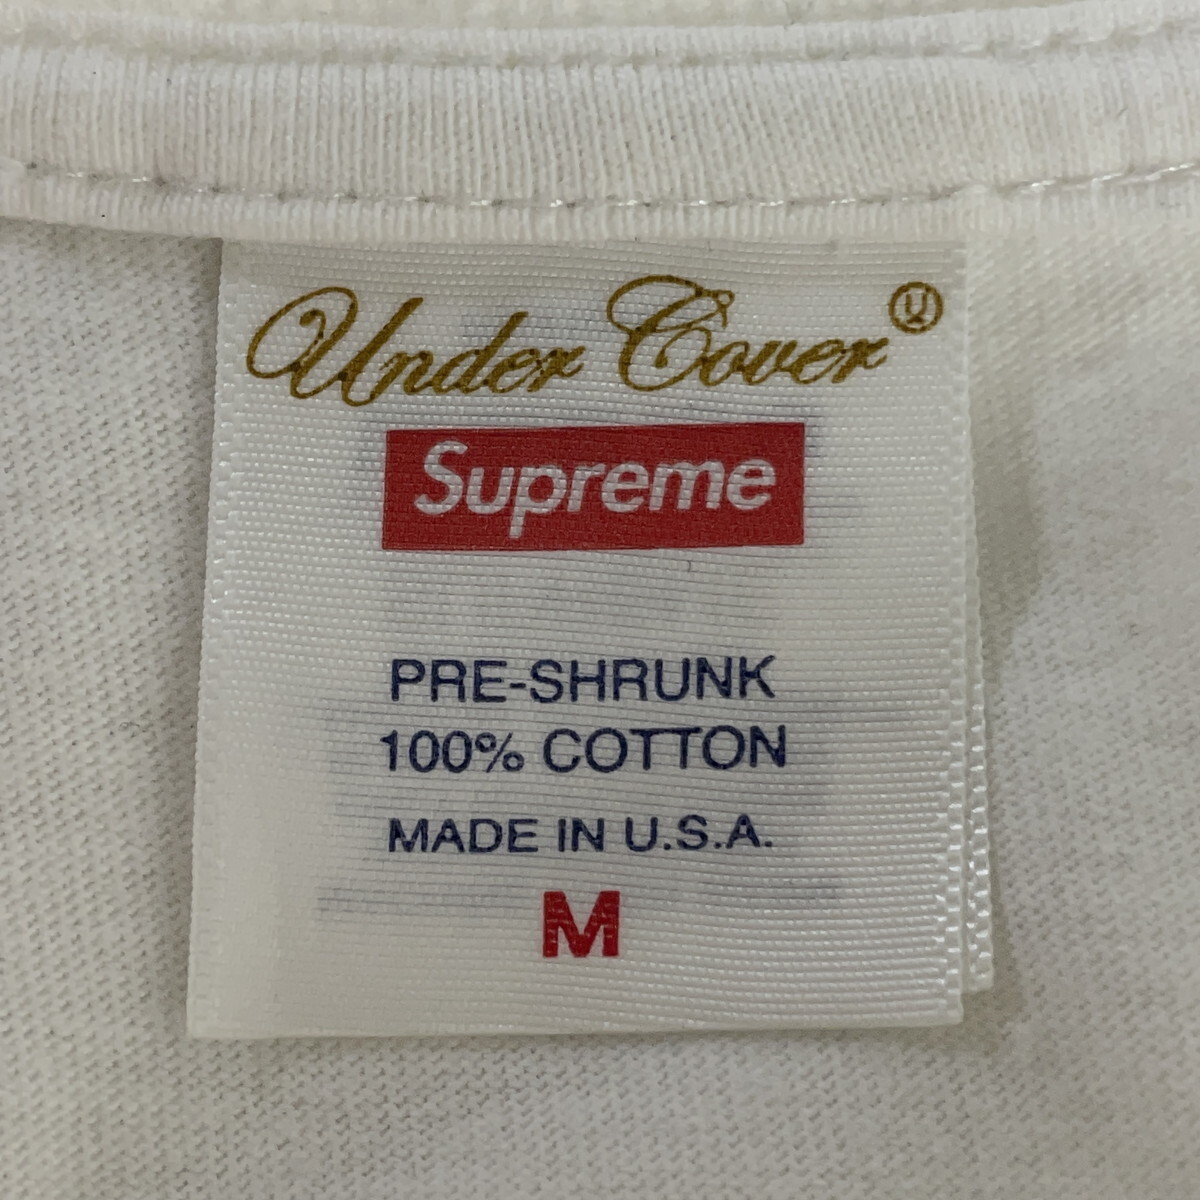 Under Cover Ⓤ
Supreme
PRE-SHRUNK
100% COTTON
MADE IN U.S.A.
M